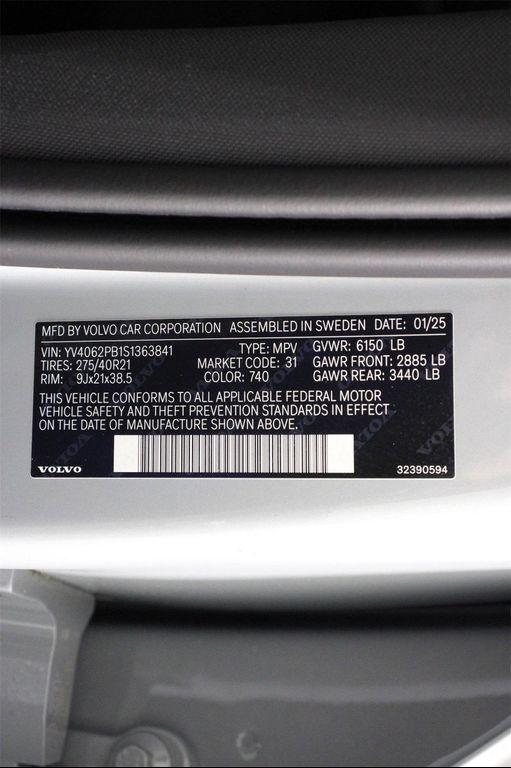 MFD BY VOLVO CAR CORPORATION ASSEMBLED IN SWEDEN DATE: 01/25
VIN: YV4062PB1S1363841 TYPE: MPV GVWR: 6150 LB
TIRES: 275/40R21 MARKET CODE: 31 GAWR FRONT: 2885 LB
RIM: 9Jx21x38.5 COLOR: 740 GAWR REAR: 3440 LB
THIS VEHICLE CONFORMS TO ALL APPLICABLE FEDERAL MOTOR
VEHICLE SAFETY AND THEFT PREVENTION STANDARDS IN EFFECT
ON THE DATE OF MANUFACTURE SHOWN ABOVE.
VOLVO 32390594